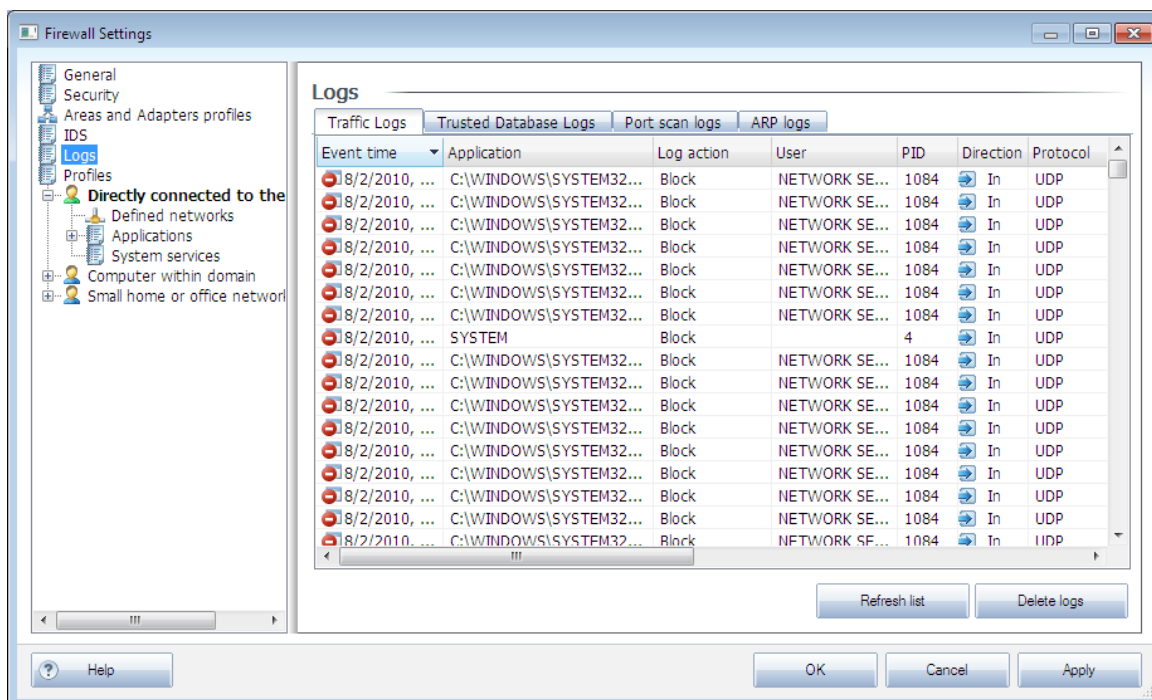 Firewall Settings
General
Security
Areas and Adapters profiles
IDS
Logs
Profiles
Directly connected to the
Defined networks
Applications
System services
Computer within domain
Small home or office network
Logs
Traffic Logs Trusted Database Logs Port scan logs ARP logs
Event time Application Log action User PID Direction Protocol
8/2/2010, ... C:\WINDOWS\SYSTEM32... Block NETWORK SE... 1084 In UDP
8/2/2010, ... C:\WINDOWS\SYSTEM32... Block NETWORK SE... 1084 In UDP
8/2/2010, ... C:\WINDOWS\SYSTEM32... Block NETWORK SE... 1084 In UDP
8/2/2010, ... C:\WINDOWS\SYSTEM32... Block NETWORK SE... 1084 In UDP
8/2/2010, ... C:\WINDOWS\SYSTEM32... Block NETWORK SE... 1084 In UDP
8/2/2010, ... C:\WINDOWS\SYSTEM32... Block NETWORK SE... 1084 In UDP
8/2/2010, ... C:\WINDOWS\SYSTEM32... Block NETWORK SE... 1084 In UDP
8/2/2010, ... SYSTEM Block 4 In UDP
8/2/2010, ... C:\WINDOWS\SYSTEM32... Block NETWORK SE... 1084 In UDP
8/2/2010, ... C:\WINDOWS\SYSTEM32... Block NETWORK SE... 1084 In UDP
8/2/2010, ... C:\WINDOWS\SYSTEM32... Block NETWORK SE... 1084 In UDP
8/2/2010, ... C:\WINDOWS\SYSTEM32... Block NETWORK SE... 1084 In UDP
8/2/2010, ... C:\WINDOWS\SYSTEM32... Block NETWORK SE... 1084 In UDP
8/2/2010, ... C:\WINDOWS\SYSTEM32... Block NETWORK SE... 1084 In UDP
8/2/2010, ... C:\WINDOWS\SYSTEM32... Block NETWORK SE... 1084 In UDP
8/2/2010, ... C:\WINDOWS\SYSTEM32... Block NETWORK SE... 1084 In UDP
8/2/2010, ... C:\WINDOWS\SYSTEM32... Block NETWORK SE... 1084 In UDP
Refresh list Delete logs
? Help OK Cancel Apply